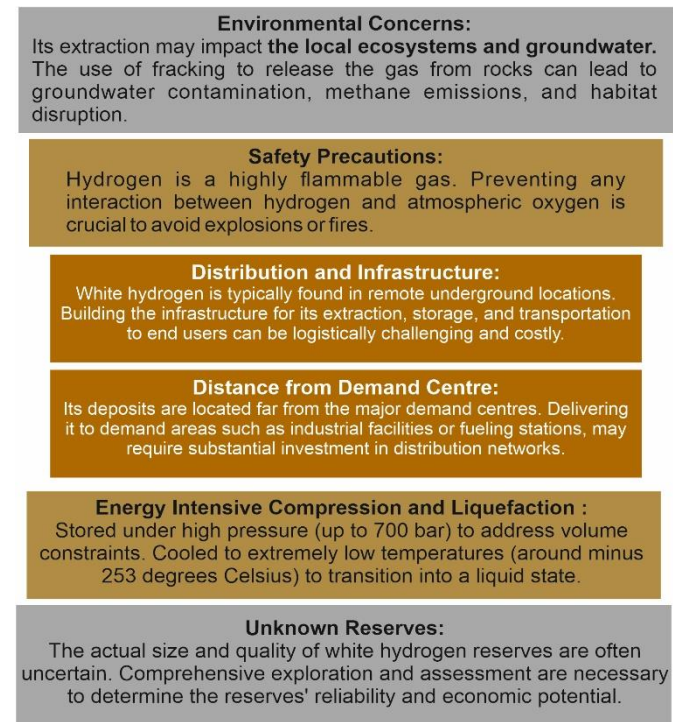 Environmental Concerns:
Its extraction may impact the local ecosystems and groundwater.
The use of fracking to release the gas from rocks can lead to
groundwater contamination, methane emissions, and habitat
disruption.
Safety Precautions:
Hydrogen is a highly flammable gas. Preventing any
interaction between hydrogen and atmospheric oxygen is
crucial to avoid explosions or fires.
Distribution and Infrastructure:
White hydrogen is typically found in remote underground locations.
Building the infrastructure for its extraction, storage, and transportation
to end users can be logistically challenging and costly.
Distance from Demand Centre:
Its deposits are located far from the major demand centres. Delivering
it to demand areas such as industrial facilities or fueling stations, may
require substantial investment in distribution networks.
Energy Intensive Compression and Liquefaction :
Stored under high pressure (up to 700 bar) to address volume
constraints. Cooled to extremely low temperatures (around minus
253 degrees Celsius) to transition into a liquid state.
Unknown Reserves:
The actual size and quality of white hydrogen reserves are often
uncertain. Comprehensive exploration and assessment are necessary
to determine the reserves' reliability and economic potential.